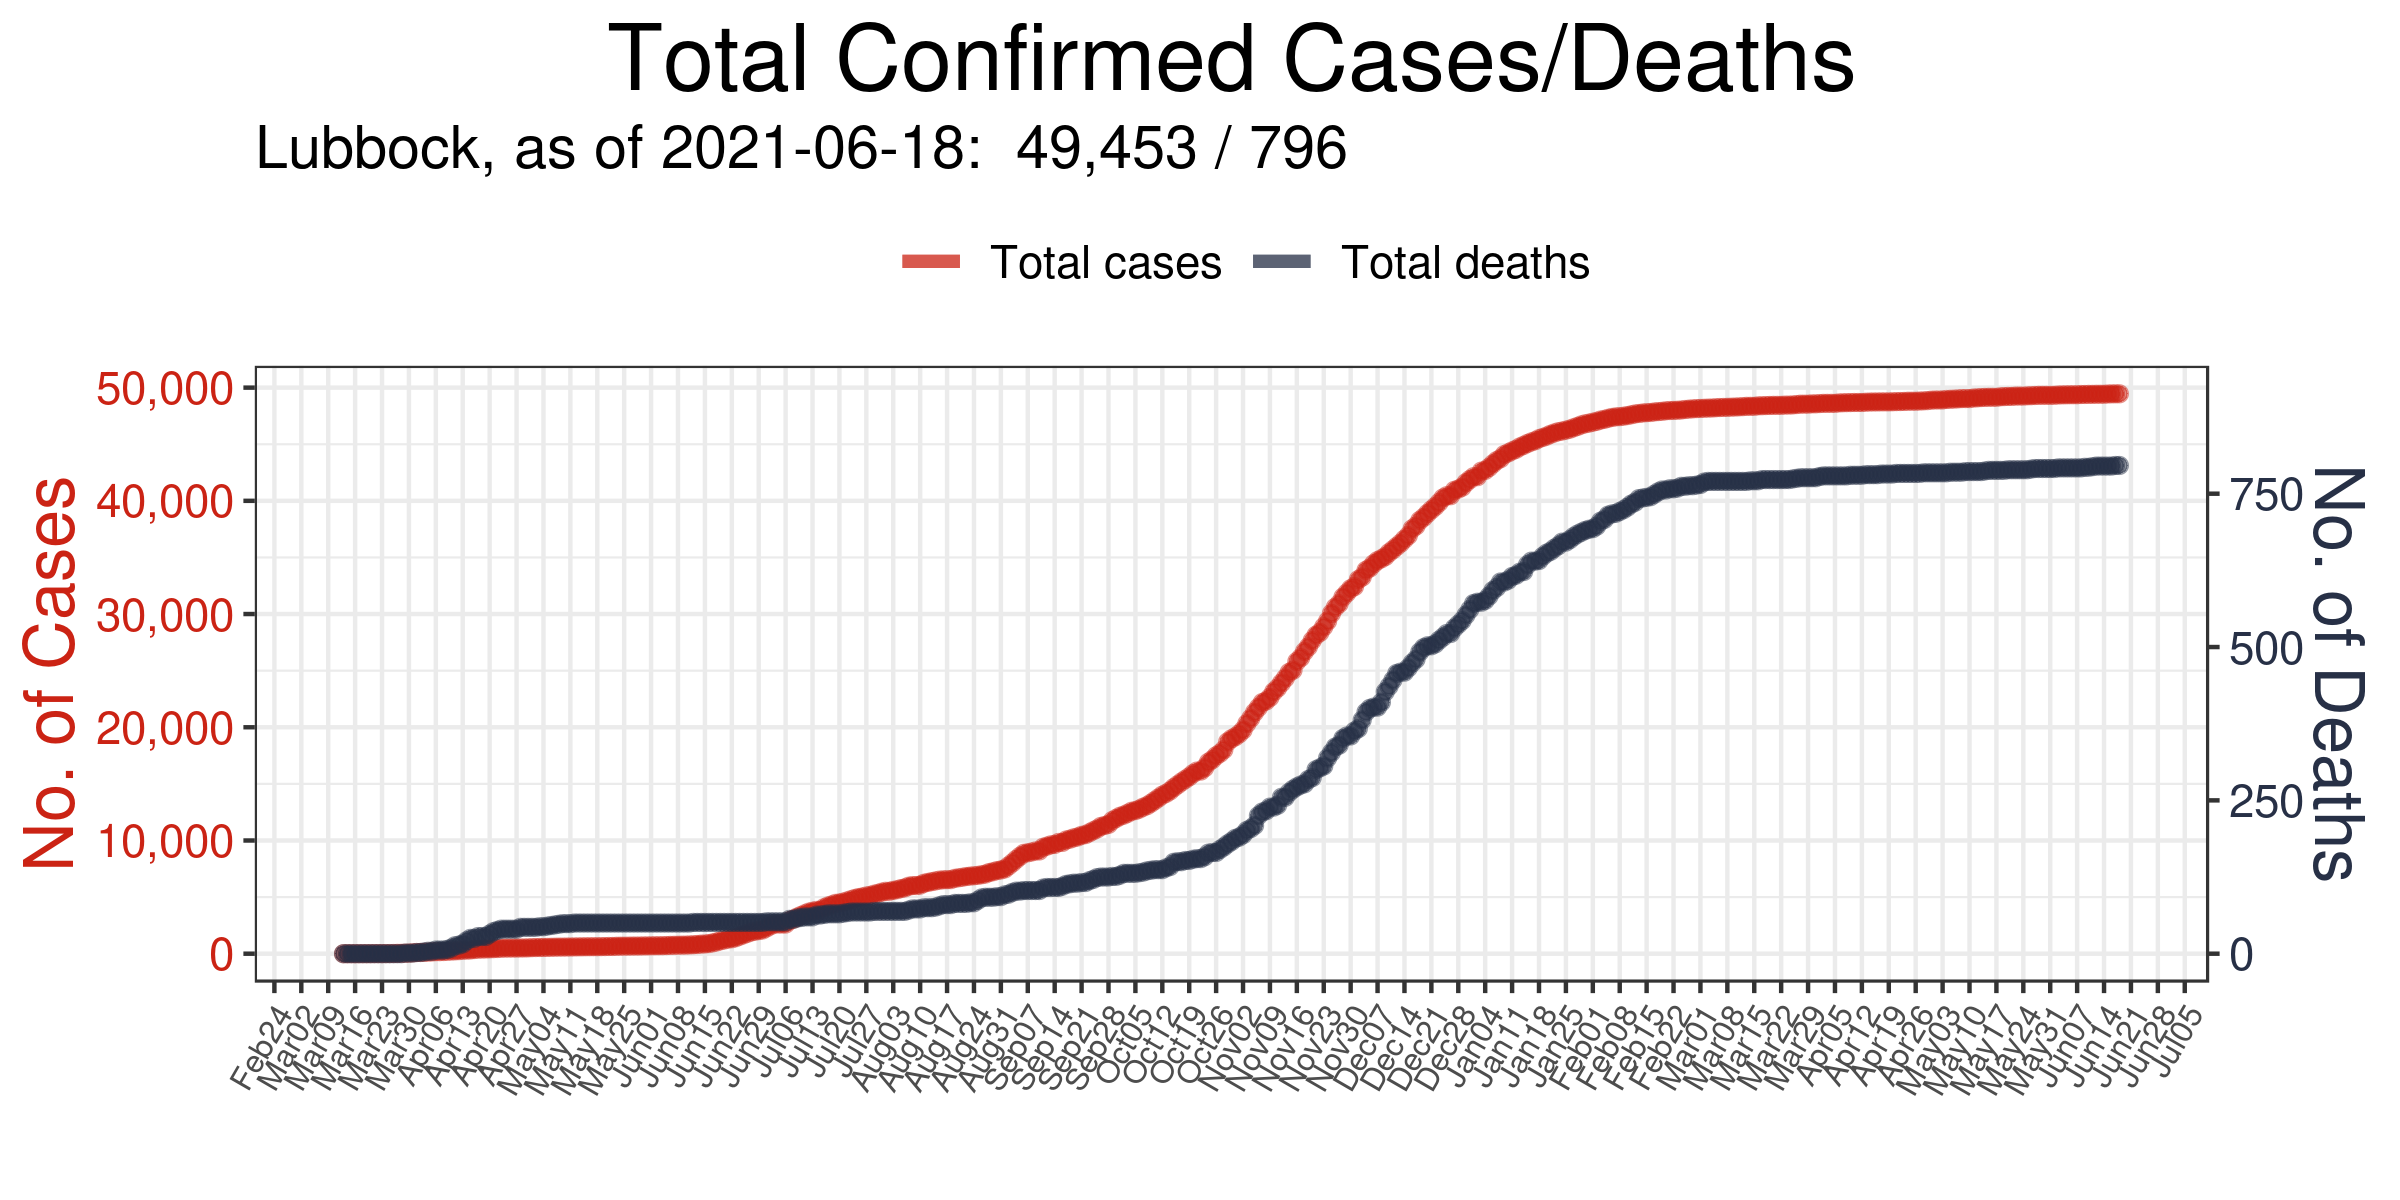 Total Confirmed Cases/Deaths
Lubbock, as of 2021-06-18:  49,453 / 796
Total cases
Total deaths
No. of Cases
50,000
40,000
30,000
20,000
10,000
0
No. of Deaths
750
500
250
0
Feb24
Mar02
Mar09
Mar16
Mar23
Mar30
Apr06
Apr13
Apr20
Apr27
May04
May11
May18
May25
Jun01
Jun08
Jun15
Jun22
Jun29
Jul06
Jul13
Jul20
Jul27
Aug03
Aug10
Aug17
Aug24
Aug31
Sep07
Sep14
Sep21
Sep28
Oct05
Oct12
Oct19
Oct26
Nov02
Nov09
Nov16
Nov23
Nov30
Dec07
Dec14
Dec21
Dec28
Jan04
Jan11
Jan18
Jan25
Feb01
Feb08
Feb15
Feb22
Mar01
Mar08
Mar15
Mar22
Mar29
Apr05
Apr12
Apr19
Apr26
May03
May10
May17
May24
May31
Jun07
Jun14
Jun21
Jun28
Jul05